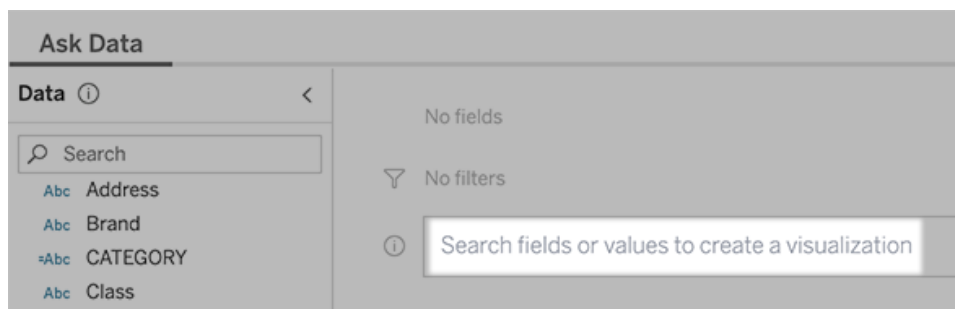 Ask Data
Data
Search
Abc Address
Abc Brand
=Abc CATEGORY
Abc Class
No fields
No filters
Search fields or values to create a visualization